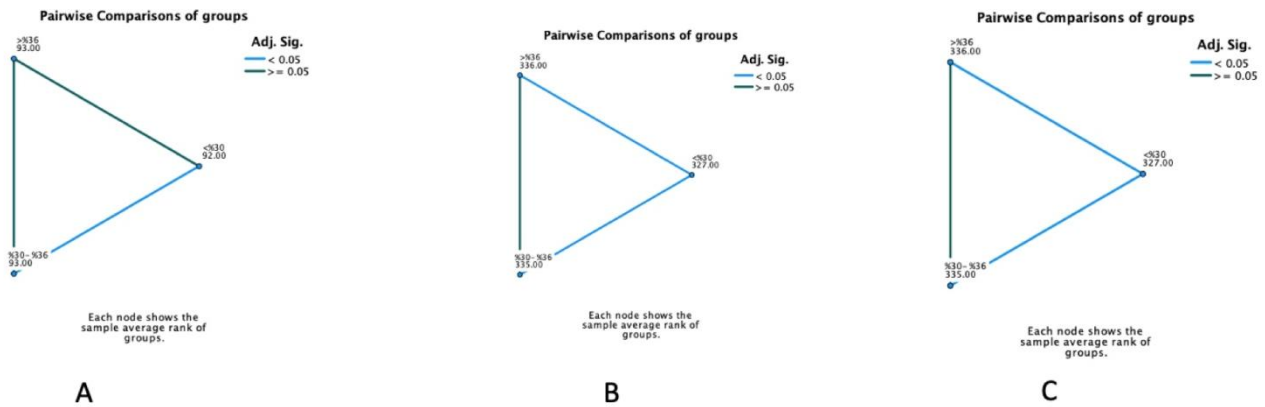 Pairwise Comparisons of groups
>%36
93.00
Adj. Sig.
< 0.05
>= 0.05
<%30
92.00
%30-%36
93.00
Each node shows the
sample average rank of
groups.
A
Pairwise Comparisons of groups
>%36
336.00
Adj. Sig.
< 0.05
>= 0.05
<%30
327.00
%30-%36
335.00
Each node shows the
sample average rank of
groups.
B
Pairwise Comparisons of groups
>%36
336.00
Adj. Sig.
< 0.05
>= 0.05
<%30
327.00
%30-%36
335.00
Each node shows the
sample average rank of
groups.
C